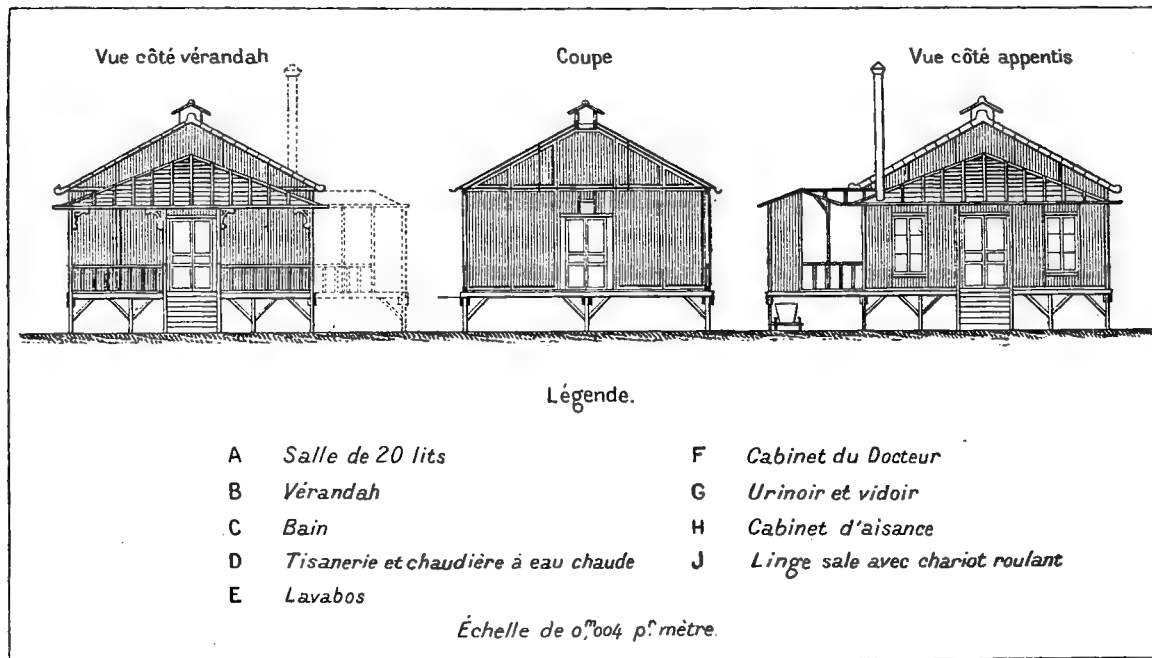 Vue côté vérandah
Coupe
Vue côté appentis
Légende.
A Salle de 20 lits
B Vérandah
C Bain
D Tisanerie et chaudière à eau chaude
E Lavabos
F Cabinet du Docteur
G Urinoir et vidoir
H Cabinet d'aisance
J Linge sale avec chariot roulant
Échelle de 0,ᵐ004 pʳ mètre.